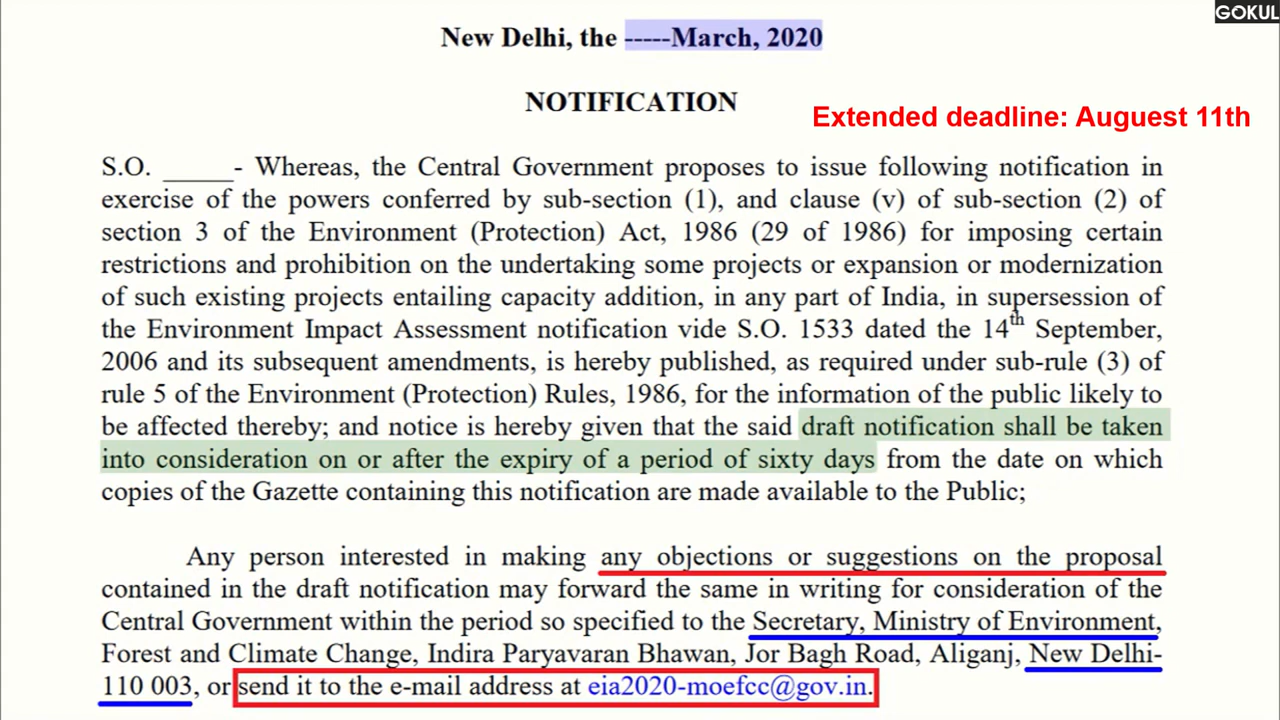 GOKUL
New Delhi, the -----March, 2020
NOTIFICATION
Extended deadline: Auguest 11th
S.O. _____- Whereas, the Central Government proposes to issue following notification in
exercise of the powers conferred by sub-section (1), and clause (v) of sub-section (2) of
section 3 of the Environment (Protection) Act, 1986 (29 of 1986) for imposing certain
restrictions and prohibition on the undertaking some projects or expansion or modernization
of such existing projects entailing capacity addition, in any part of India, in supersession of
the Environment Impact Assessment notification vide S.O. 1533 dated the 14th September,
2006 and its subsequent amendments, is hereby published, as required under sub-rule (3) of
rule 5 of the Environment (Protection) Rules, 1986, for the information of the public likely to
be affected thereby; and notice is hereby given that the said draft notification shall be taken
into consideration on or after the expiry of a period of sixty days from the date on which
copies of the Gazette containing this notification are made available to the Public;
Any person interested in making any objections or suggestions on the proposal
contained in the draft notification may forward the same in writing for consideration of the
Central Government within the period so specified to the Secretary, Ministry of Environment,
Forest and Climate Change, Indira Paryavaran Bhawan, Jor Bagh Road, Aliganj, New Delhi-
110 003, or send it to the e-mail address at eia2020-moefcc@gov.in.